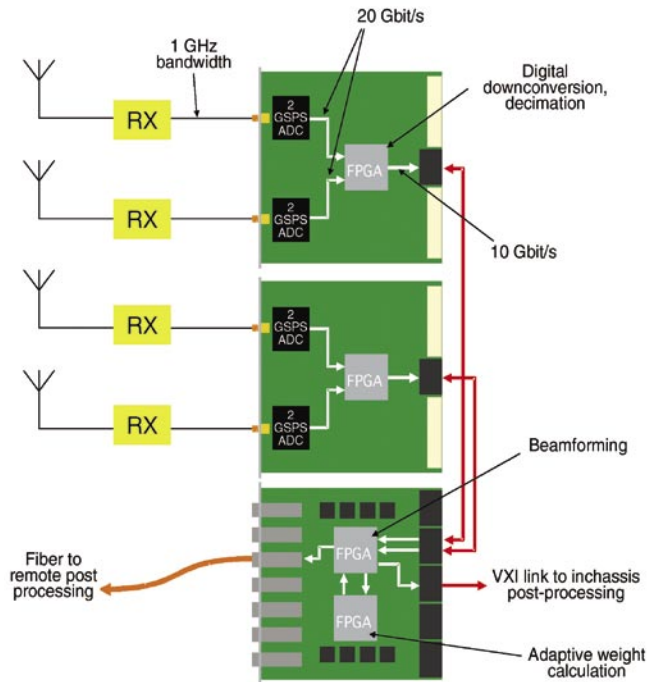 20 Gbit/s
1 GHz
bandwidth
Digital
downconversion,
decimation
RX
2
GSPS
ADC
FPGA
RX
2
GSPS
ADC
10 Gbit/s
RX
2
GSPS
ADC
FPGA
RX
2
GSPS
ADC
Beamforming
FPGA
Fiber to
remote post
processing
VXI link to inchassis
post-processing
FPGA
Adaptive weight
calculation